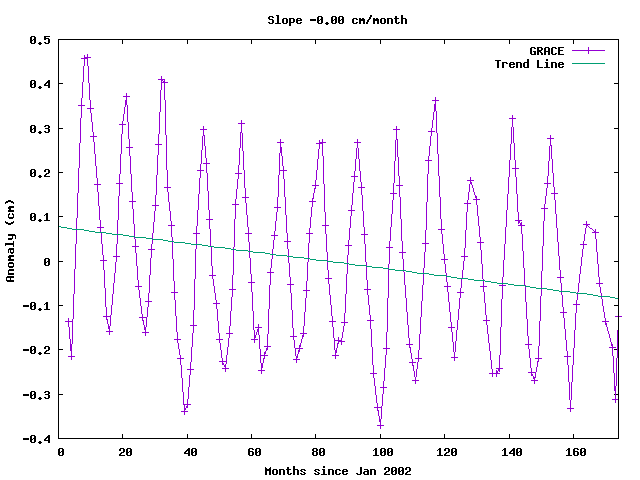 Slope -0.00 cm/month
GRACE
Trend Line
0.5
0.4
0.3
0.2
0.1
0
-0.1
-0.2
-0.3
-0.4
Anomaly (cm)
0 20 40 60 80 100 120 140 160
Months since Jan 2002